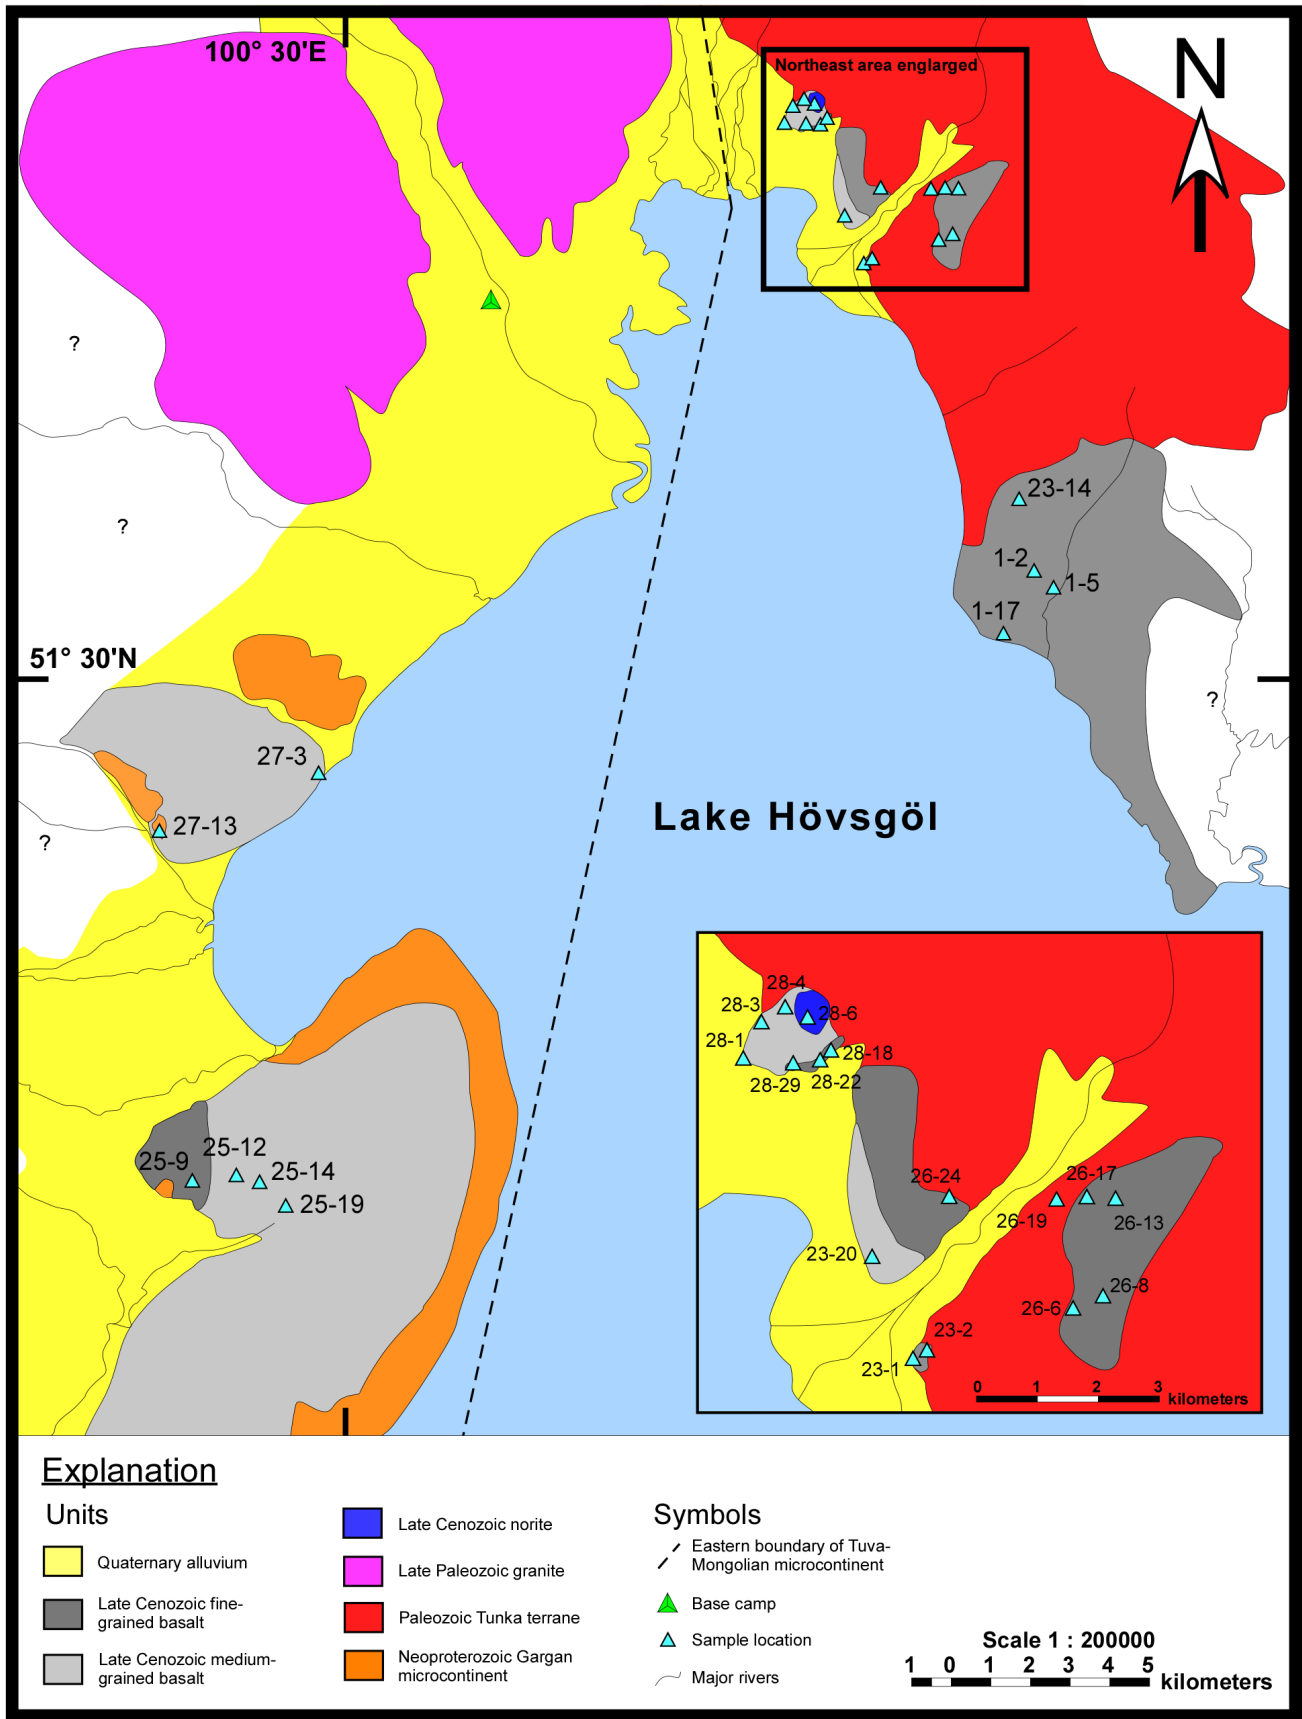 100° 30'E
Northeast area englarged
N
?
?
23-14
1-2
1-5
1-17
51° 30'N
?
27-3
27-13
?
Lake Hövsgöl
28-4
28-3
28-6
28-1
28-18
28-29
28-22
25-12
25-9
25-14
25-19
26-24
26-17
26-19
26-13
23-20
26-8
26-6
23-2
23-1
0 1 2 3
kilometers
Explanation
Units
Quaternary alluvium
Late Cenozoic fine-
grained basalt
Late Cenozoic medium-
grained basalt
Late Cenozoic norite
Late Paleozoic granite
Paleozoic Tunka terrane
Neoproterozoic Gargan
microcontinent
Symbols
Eastern boundary of Tuva-
Mongolian microcontinent
Base camp
Sample location
Major rivers
Scale 1 : 200000
1 0 1 2 3 4 5
kilometers